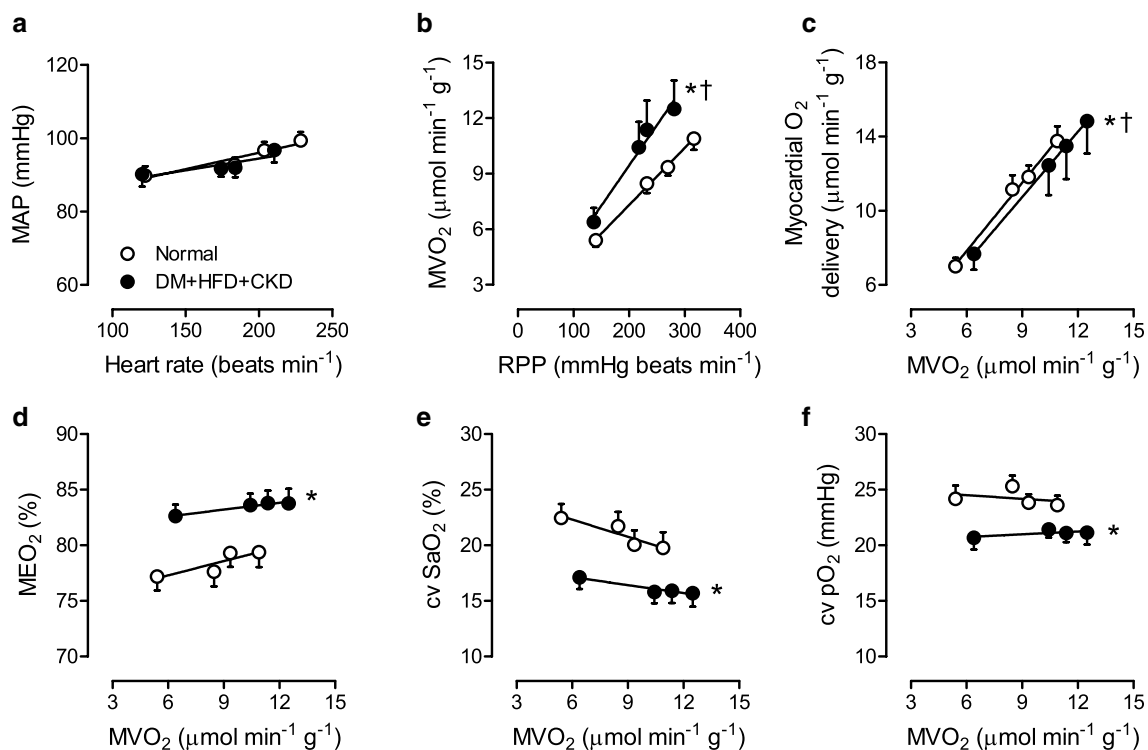 a
MAP (mmHg)
120
100
80
60
Normal
DM+HFD+CKD
100 150 200 250
Heart rate (beats min⁻¹)
b
MVO₂ (μmol min⁻¹ g⁻¹)
15
12
9
6
3
*†
0 100 200 300 400
RPP (mmHg beats min⁻¹)
c
Myocardial O₂
delivery (μmol min⁻¹ g⁻¹)
18
14
10
6
*†
3 6 9 12 15
MVO₂ (μmol min⁻¹ g⁻¹)
d
MEO₂ (%)
90
85
80
75
70
*
3 6 9 12 15
MVO₂ (μmol min⁻¹ g⁻¹)
e
cv SaO₂ (%)
30
25
20
15
10
*
3 6 9 12 15
MVO₂ (μmol min⁻¹ g⁻¹)
f
cv pO₂ (mmHg)
30
25
20
15
10
*
3 6 9 12 15
MVO₂ (μmol min⁻¹ g⁻¹)